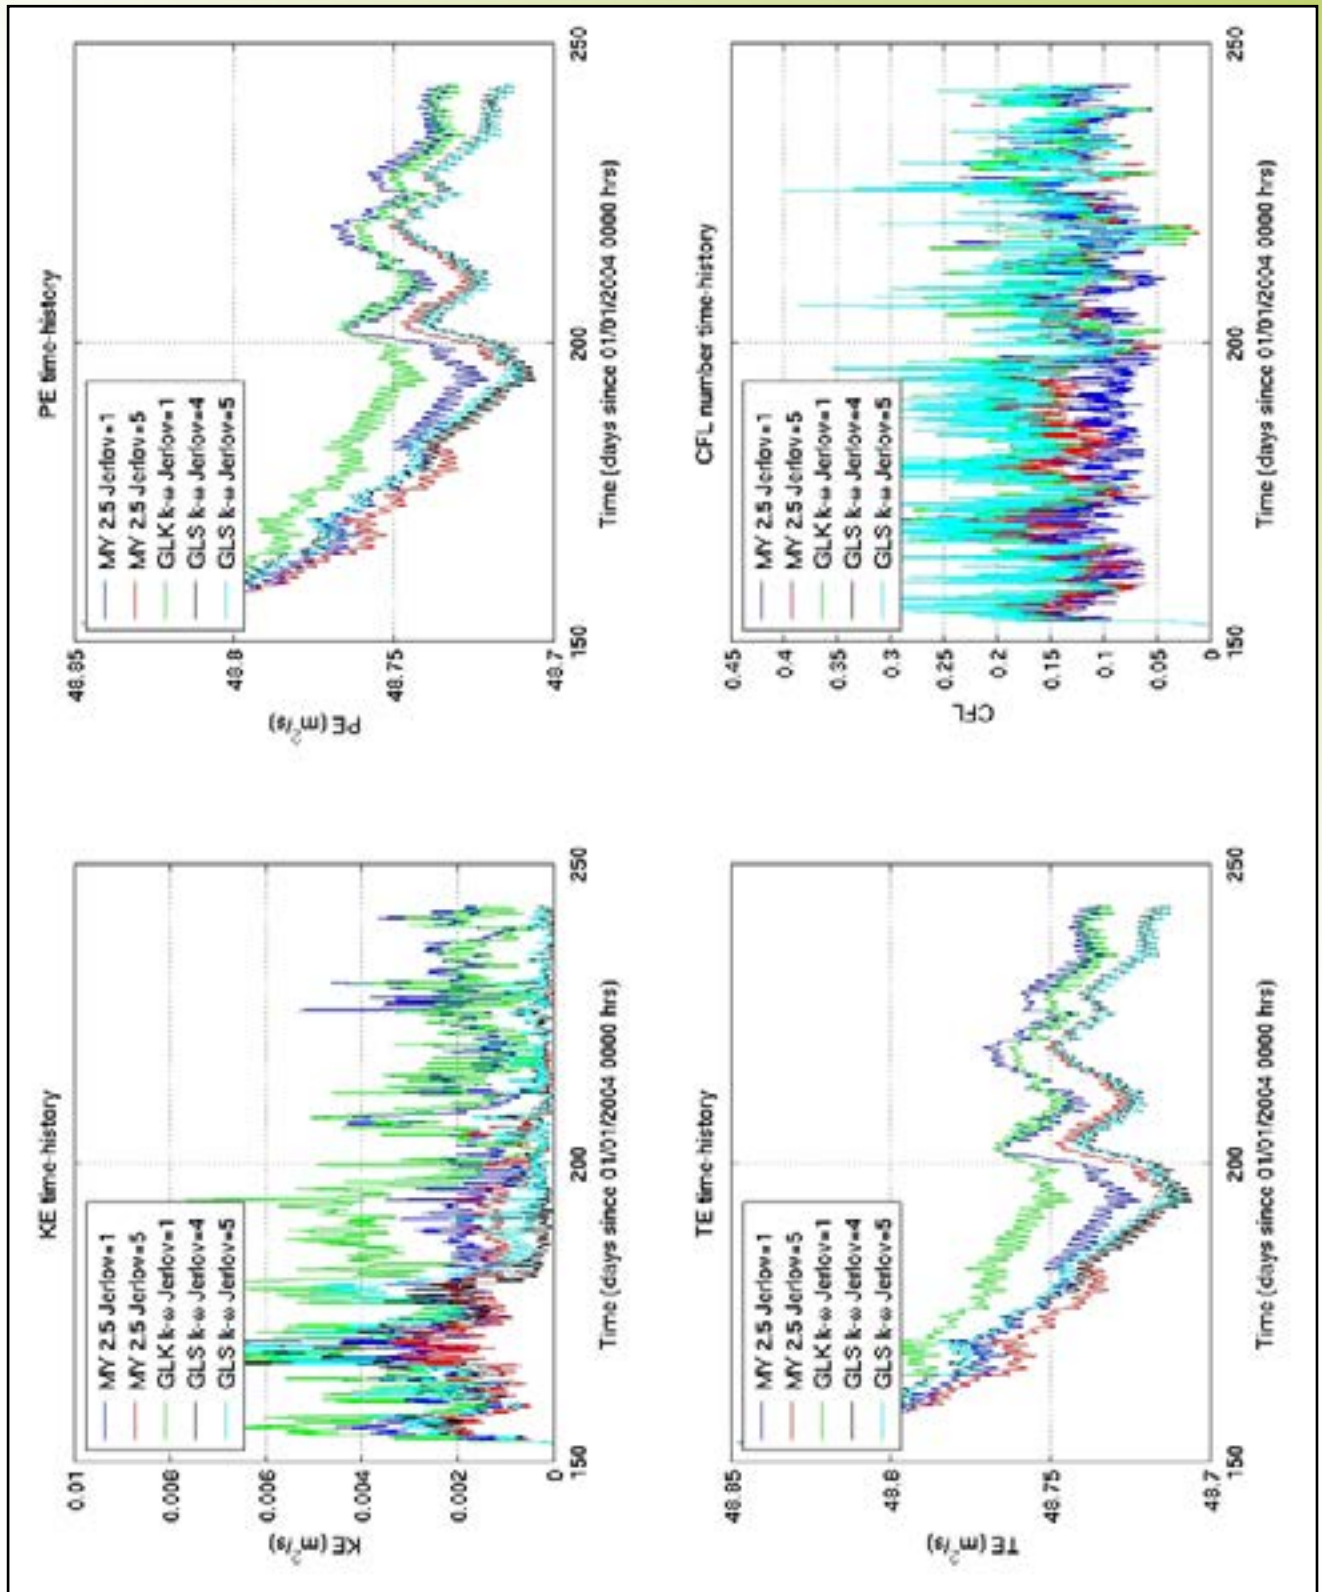 KE time-history
0.01
0.008
0.006
0.004
0.002
0
KE (m²/s)
MY 2.5 Jerlov=1
MY 2.5 Jerlov=5
GLK k-ω Jerlov=1
GLS k-ω Jerlov=4
GLS k-ω Jerlov=5
150
200
250
Time (days since 01/01/2004 0000 hrs)
PE time-history
48.85
48.8
48.75
48.7
PE (m²/s)
MY 2.5 Jerlov=1
MY 2.5 Jerlov=5
GLK k-ω Jerlov=1
GLS k-ω Jerlov=4
GLS k-ω Jerlov=5
150
200
250
Time (days since 01/01/2004 0000 hrs)
TE time-history
48.85
48.8
48.75
48.7
TE (m²/s)
MY 2.5 Jerlov=1
MY 2.5 Jerlov=5
GLK k-ω Jerlov=1
GLS k-ω Jerlov=4
GLS k-ω Jerlov=5
150
200
250
Time (days since 01/01/2004 0000 hrs)
CFL number time-history
0.45
0.4
0.35
0.3
0.25
0.2
0.15
0.1
0.05
0
CFL
MY 2.5 Jerlov=1
MY 2.5 Jerlov=5
GLK k-ω Jerlov=1
GLS k-ω Jerlov=4
GLS k-ω Jerlov=5
150
200
250
Time (days since 01/01/2004 0000 hrs)